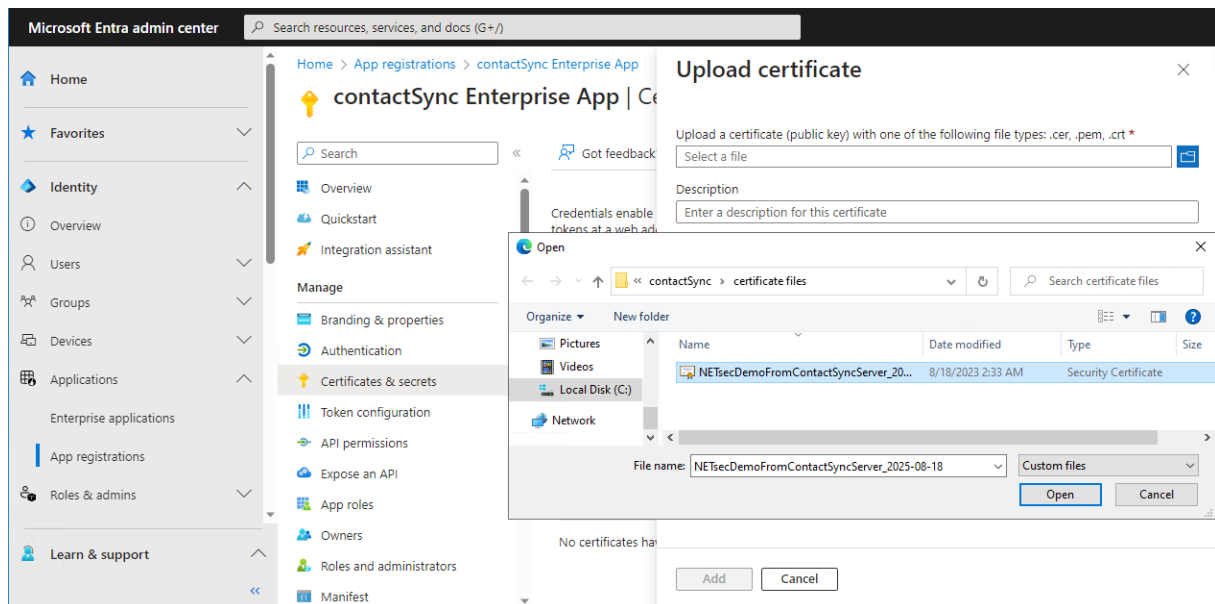 Microsoft Entra admin center
Search resources, services, and docs (G+/)
Home
Favorites
Identity
Overview
Users
Groups
Devices
Applications
Enterprise applications
App registrations
Roles & admins
Learn & support
«
Home > App registrations > contactSync Enterprise App
contactSync Enterprise App | Ce
Search
«
Got feedback
Overview
Quickstart
Integration assistant
Manage
Branding & properties
Authentication
Certificates & secrets
Token configuration
API permissions
Expose an API
App roles
Owners
Roles and administrators
Manifest
Credentials enable
tokens at a web add
No certificates hav
Upload certificate
Upload a certificate (public key) with one of the following file types: .cer, .pem, .crt *
Select a file
Description
Enter a description for this certificate
Open
« contactSync › certificate files
Search certificate files
Organize
New folder
Pictures
Videos
Local Disk (C:)
Network
Name Date modified Type Size
NETsecDemoFromContactSyncServer_20... 8/18/2023 2:33 AM Security Certificate
File name: NETsecDemoFromContactSyncServer_2025-08-18
Custom files
Open
Cancel
Add
Cancel